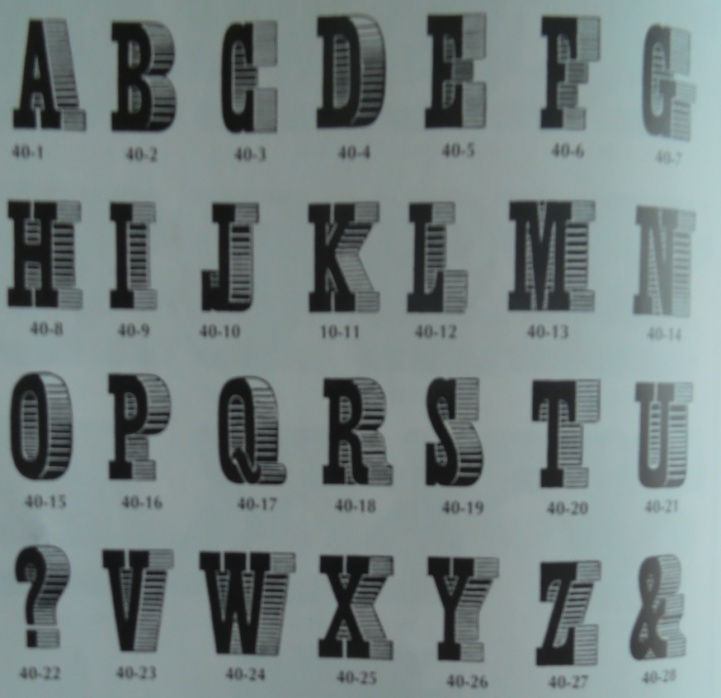 A B C D E F G
40-1 40-2 40-3 40-4 40-5 40-6 40-7
H I J K L M N
40-8 40-9 40-10 10-11 40-12 40-13 40-14
O P Q R S T U
40-15 40-16 40-17 40-18 40-19 40-20 40-21
? V W X Y Z &
40-22 40-23 40-24 40-25 40-26 40-27 40-28